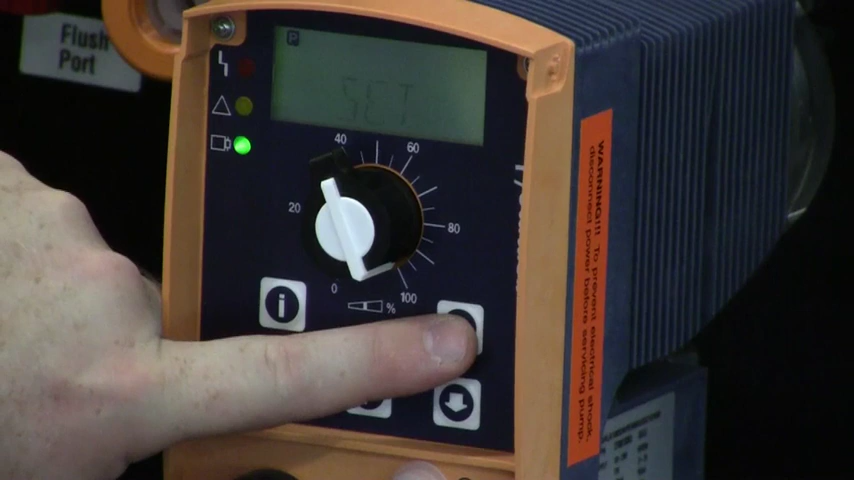 Flush
Port
P
SET
40
60
20
80
0
100
%
i
WARNING!!! To prevent electrical shock,
disconnect power before servicing pump.